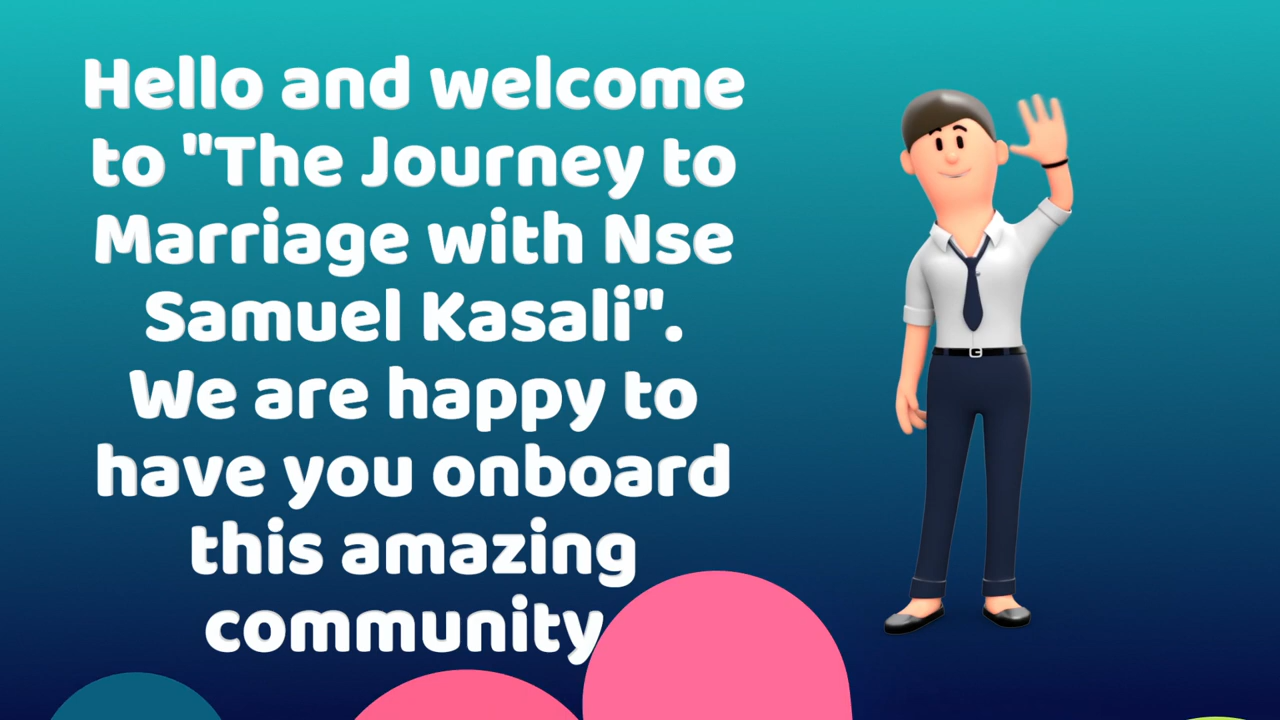 Hello and welcome
to "The Journey to
Marriage with Nse
Samuel Kasali".
We are happy to
have you onboard
this amazing
community